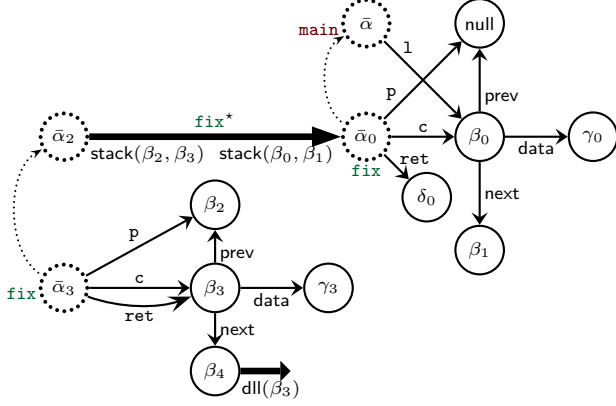 main ᾱ null
l
p prev
fix*
ᾱ₂ ᾱ₀ c β₀ γ₀
stack(β₂, β₃) stack(β₀, β₁) data
fix ret
next
β₂ δ₀
p β₁
prev
fix ᾱ₃ c β₃ γ₃
ret data
next
β₄
dll(β₃)